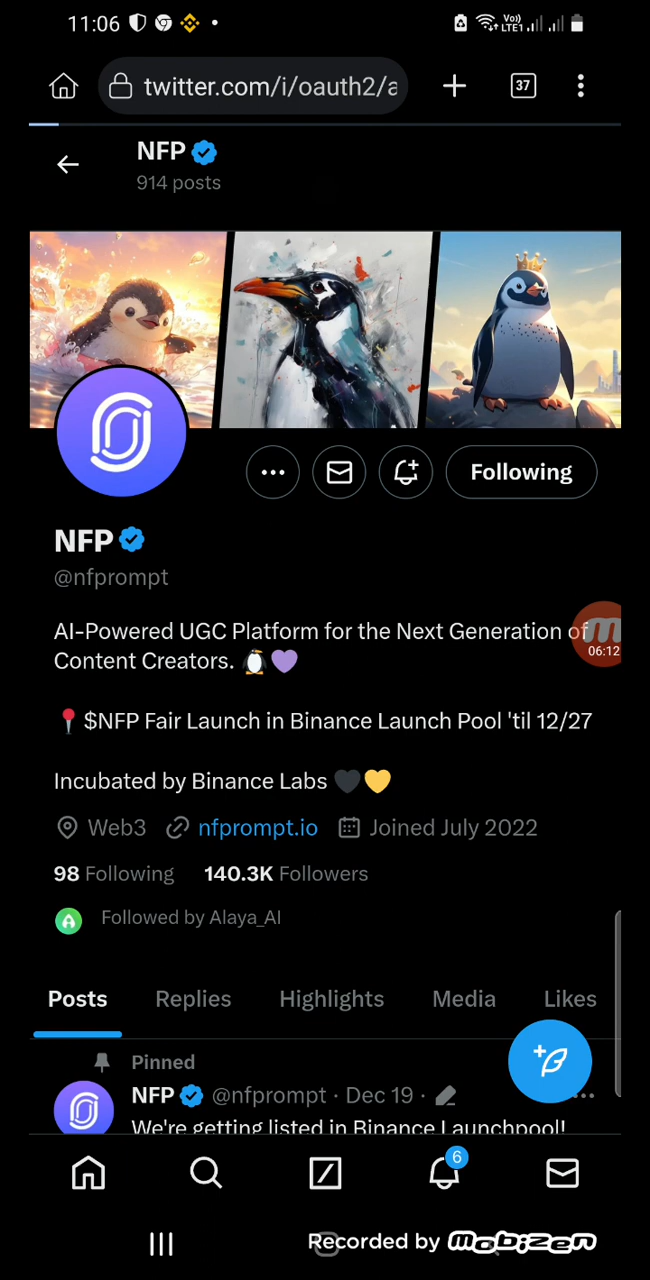 11:06
Vo))
LTE1
twitter.com/i/oauth2/a
37
NFP
914 posts
Following
NFP
@nfprompt
AI-Powered UGC Platform for the Next Generation of
Content Creators. 🐧💜
06:12
📍 $NFP Fair Launch in Binance Launch Pool 'til 12/27
Incubated by Binance Labs 🖤💛
Web3 nfprompt.io Joined July 2022
98 Following 140.3K Followers
Followed by Alaya_AI
Posts Replies Highlights Media Likes
Pinned
NFP @nfprompt · Dec 19 ·
We're getting listed in Binance Launchpool!
6
Recorded by mobizen